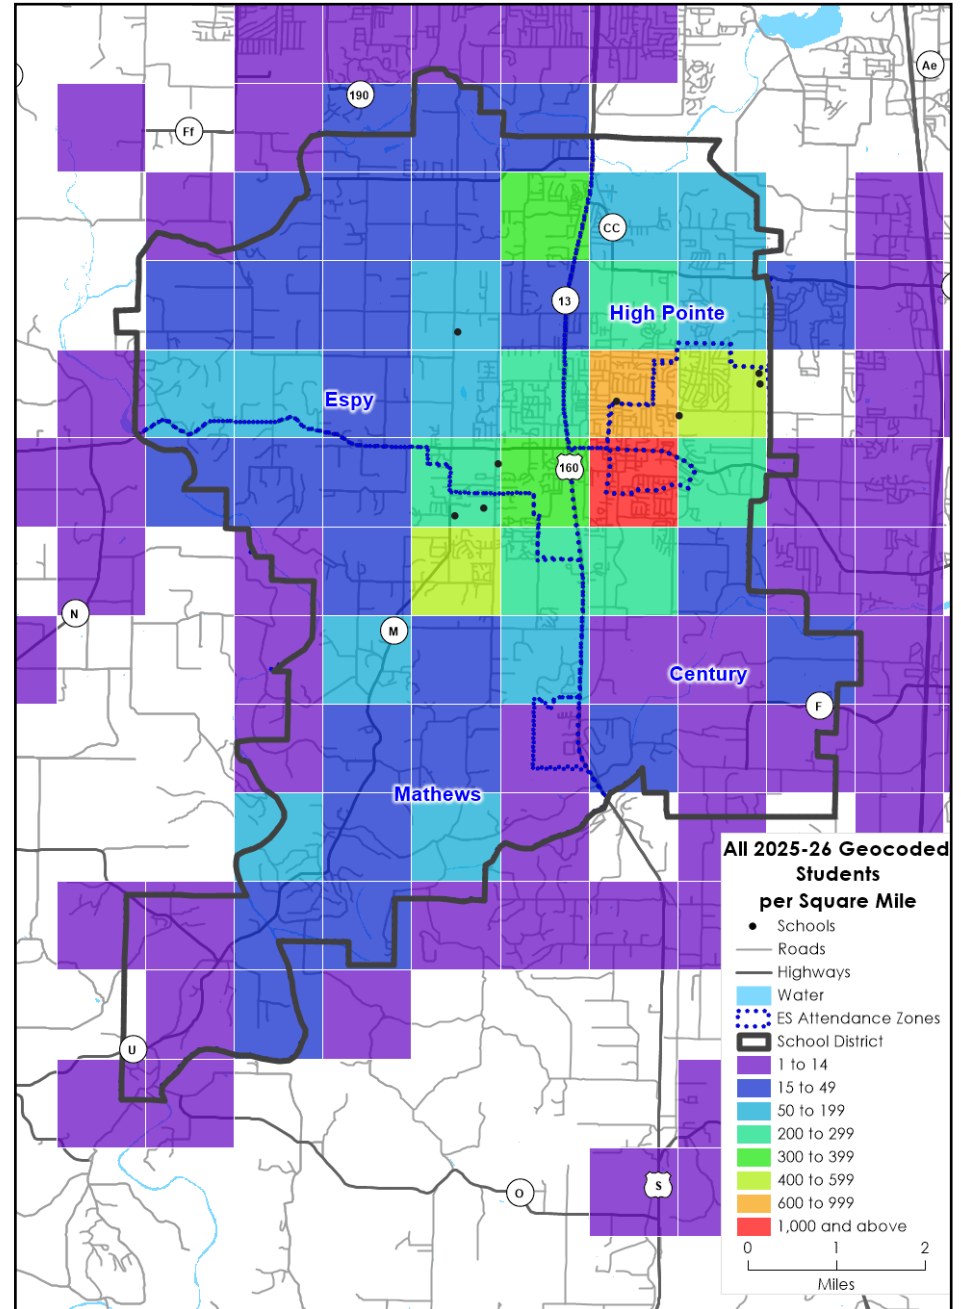 Ae
190
Ff
CC
13
High Pointe
Espy
160
N
M
Century
F
Mathews
All 2025-26 Geocoded
Students
per Square Mile
Schools
Roads
Highways
Water
ES Attendance Zones
School District
1 to 14
15 to 49
50 to 199
200 to 299
300 to 399
400 to 599
600 to 999
1,000 and above
0 1 2
Miles
U
O
S